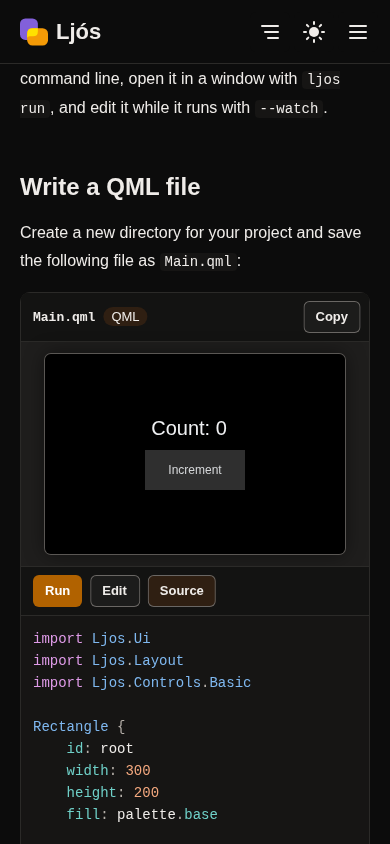 Ljós
command line, open it in a window with ljos
run, and edit it while it runs with --watch.
Write a QML file
Create a new directory for your project and save
the following file as Main.qml:
Main.qml QML Copy
Count: 0
Increment
Run Edit Source
import Ljos.Ui
import Ljos.Layout
import Ljos.Controls.Basic
Rectangle {
    id: root
    width: 300
    height: 200
    fill: palette.base